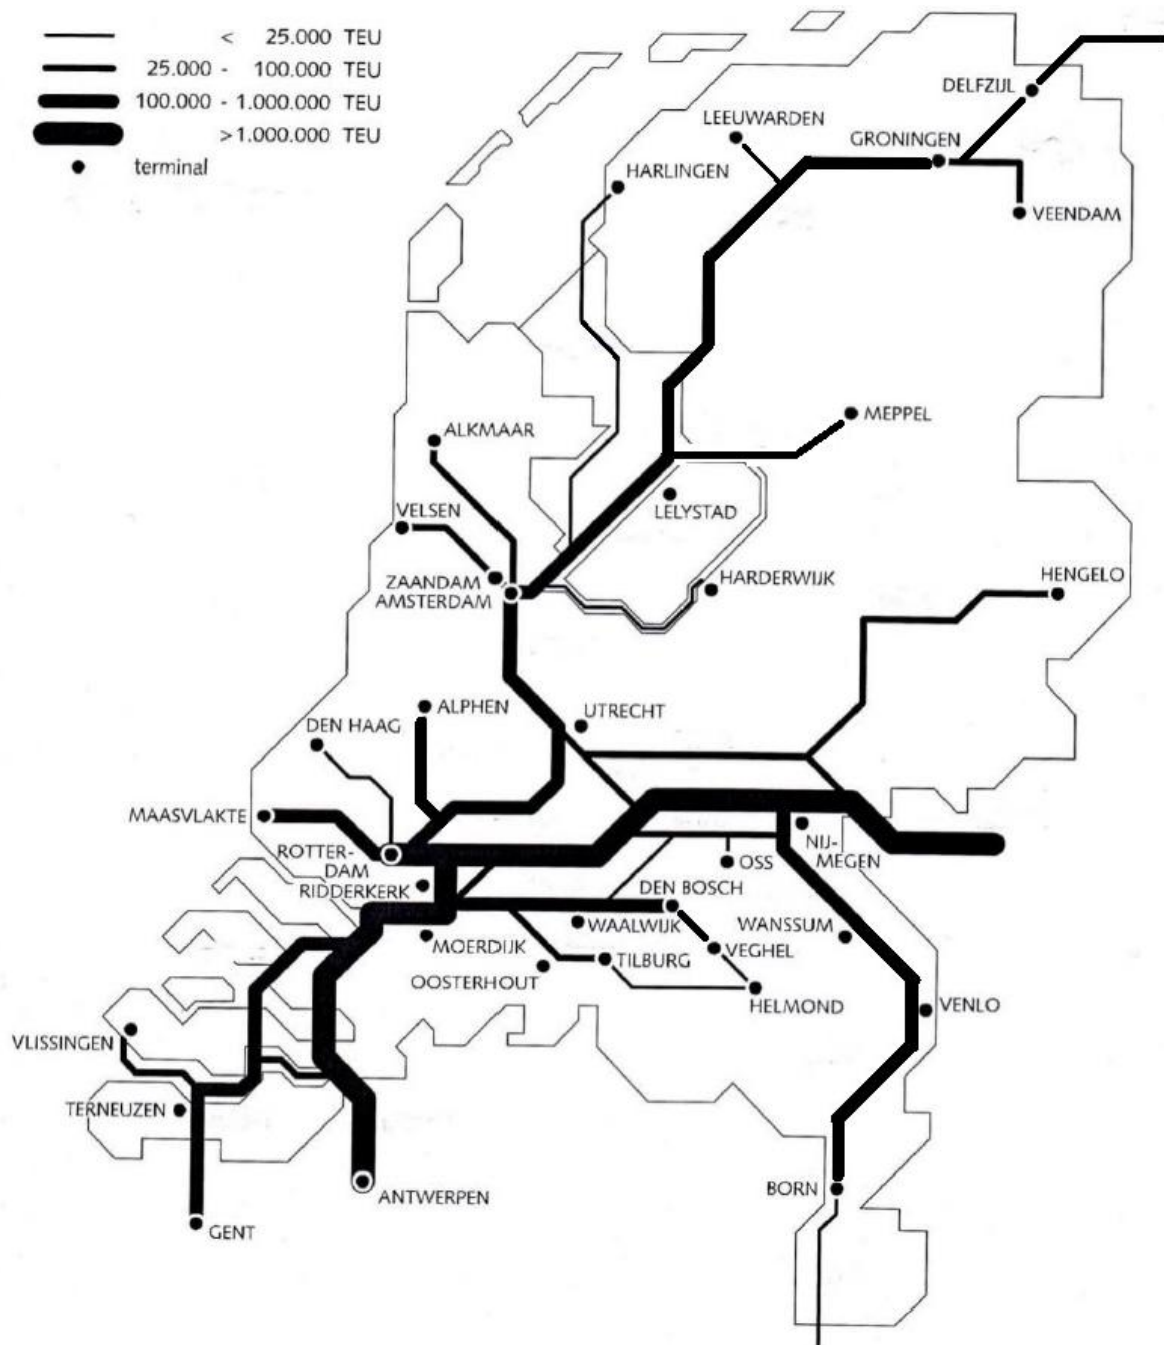 < 25.000 TEU
25.000 - 100.000 TEU
100.000 - 1.000.000 TEU
>1.000.000 TEU
terminal
DELFZIJL
LEEUWARDEN
GRONINGEN
HARLINGEN
VEENDAM
MEPPEL
ALKMAAR
VELSEN
LELYSTAD
ZAANDAM
AMSTERDAM
HARDERWIJK
HENGELO
ALPHEN
UTRECHT
DEN HAAG
MAASVLAKTE
ROTTER-
DAM
NIJ-
MEGEN
OSS
RIDDERKERK
DEN BOSCH
WAALWIJK
WANSSUM
MOERDIJK
VEGHEL
TILBURG
OOSTERHOUT
HELMOND
VENLO
VLISSINGEN
TERNEUZEN
BORN
ANTWERPEN
GENT